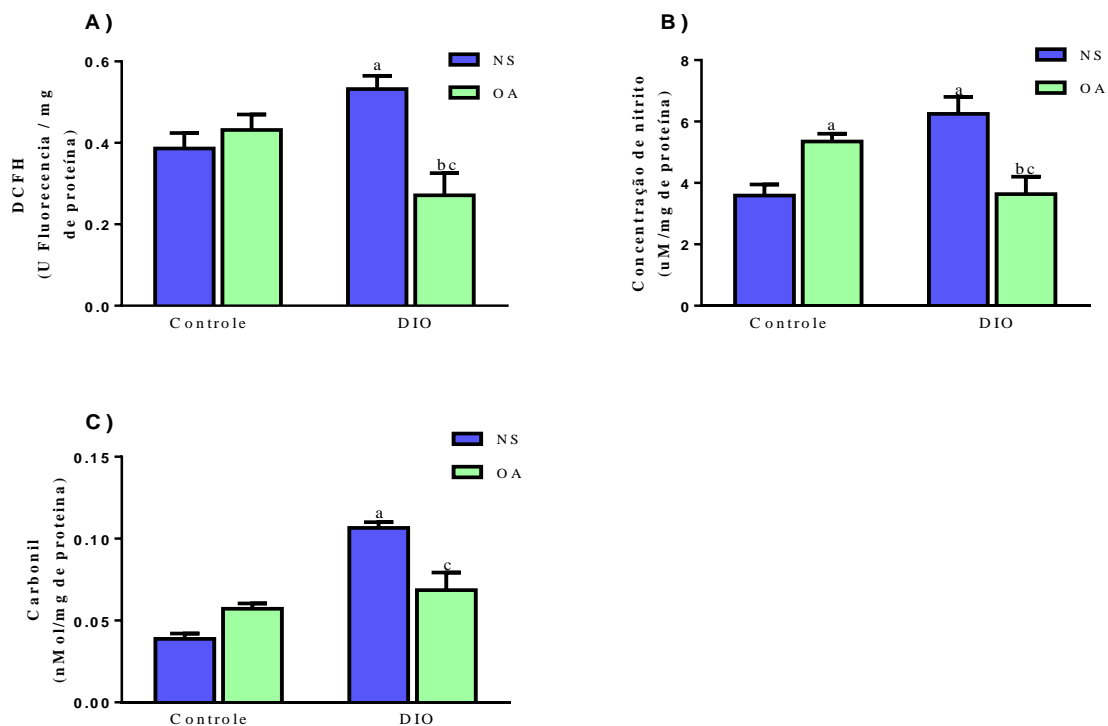 A)
NS
OA
DCFH
(U Fluorecencia / mg
de proteína)
0.6
0.4
0.2
0.0
a
bc
Controle
DIO
B)
NS
OA
Concentração de nitrito
(uM/mg de proteína)
8
6
4
2
0
a
a
bc
Controle
DIO
C)
NS
OA
Carbonil
(nMol/mg de proteina)
0.15
0.10
0.05
0.00
a
c
Controle
DIO